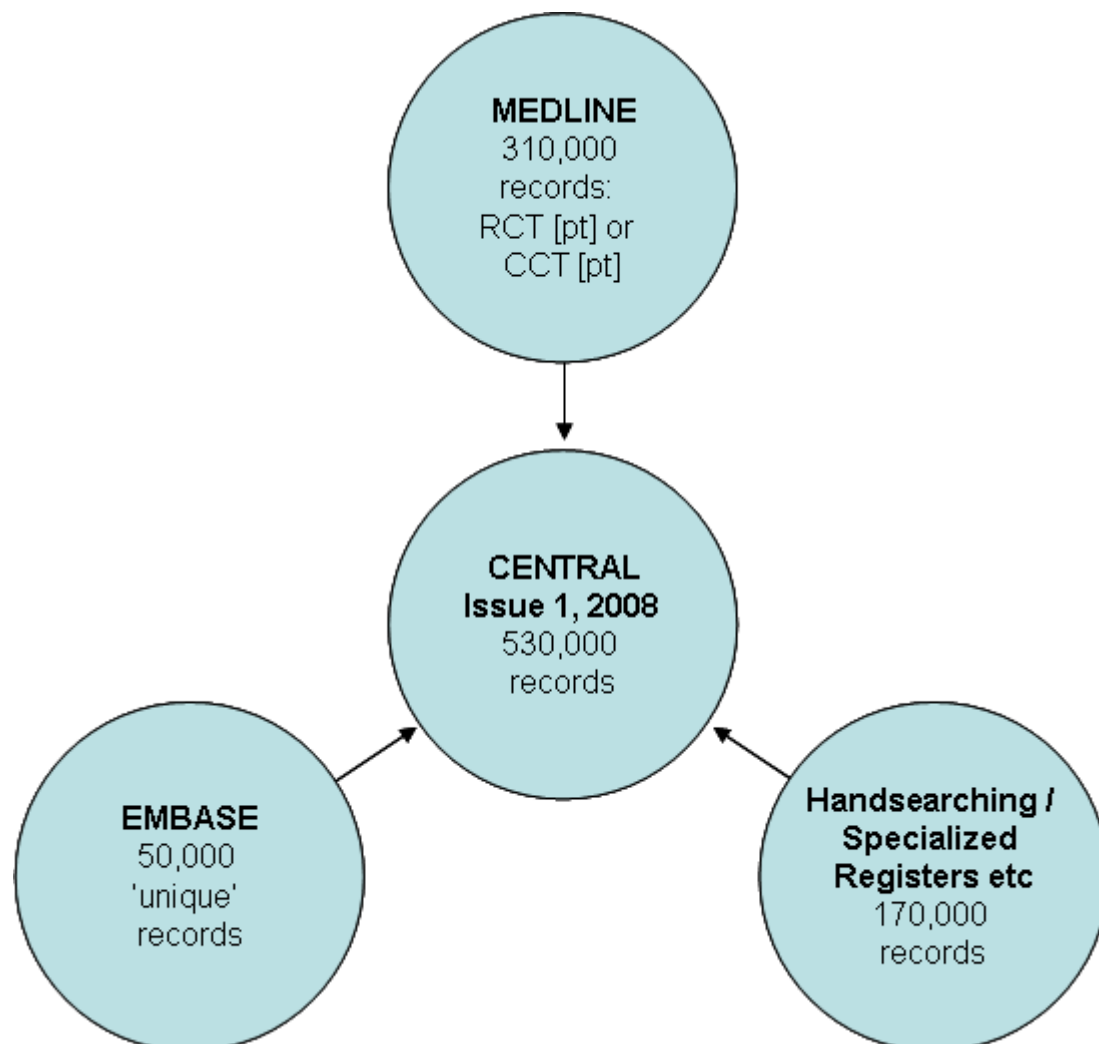 MEDLINE
310,000
records:
RCT [pt] or
CCT [pt]
CENTRAL
Issue 1, 2008
530,000
records
EMBASE
50,000
'unique'
records
Handsearching /
Specialized
Registers etc
170,000
records